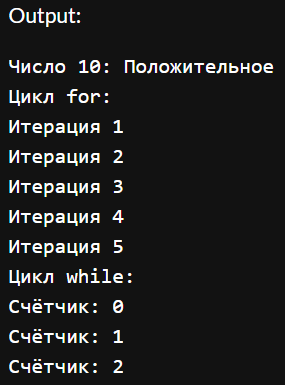 Output:
Число 10: Положительное
Цикл for:
Итерация 1
Итерация 2
Итерация 3
Итерация 4
Итерация 5
Цикл while:
Счётчик: 0
Счётчик: 1
Счётчик: 2